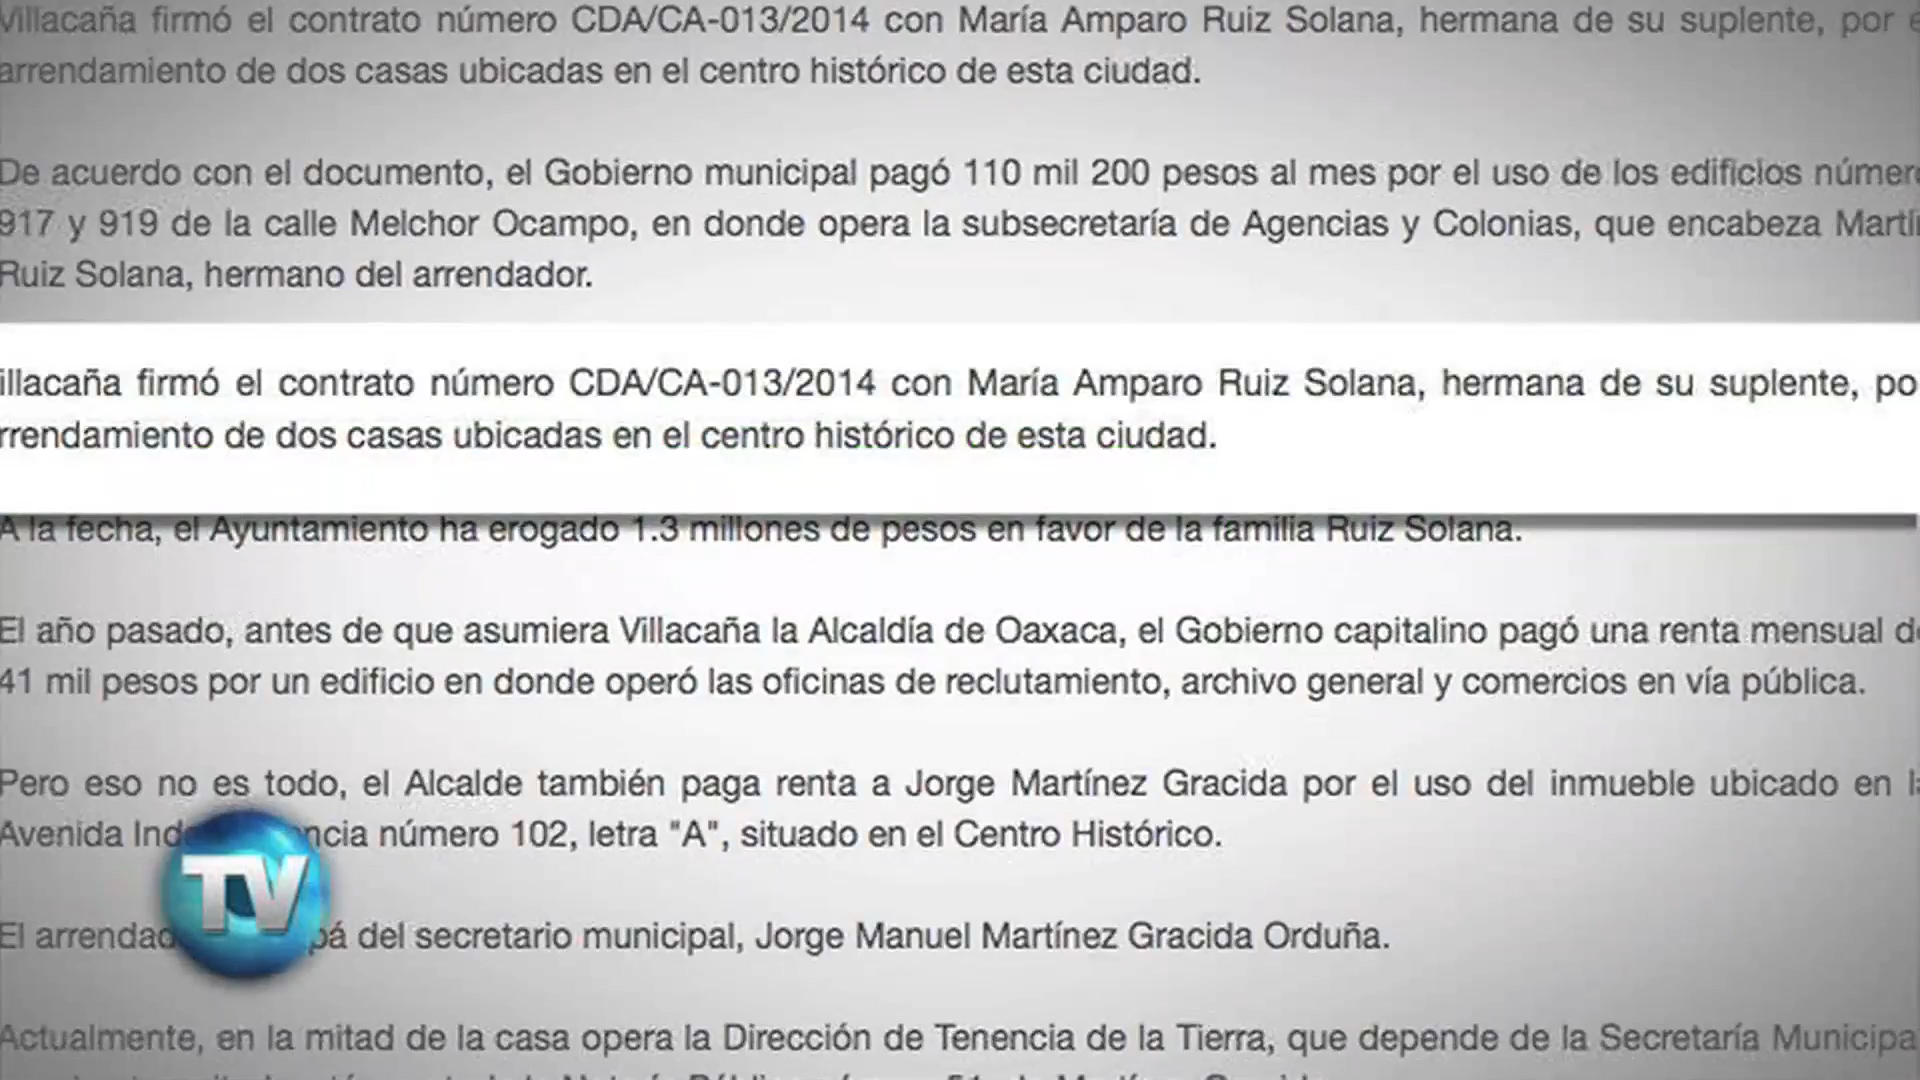 Villacaña firmó el contrato número CDA/CA-013/2014 con María Amparo Ruiz Solana, hermana de su suplente, por e
arrendamiento de dos casas ubicadas en el centro histórico de esta ciudad.
De acuerdo con el documento, el Gobierno municipal pagó 110 mil 200 pesos al mes por el uso de los edificios número
917 y 919 de la calle Melchor Ocampo, en donde opera la subsecretaría de Agencias y Colonias, que encabeza Martín
Ruiz Solana, hermano del arrendador.
illacaña firmó el contrato número CDA/CA-013/2014 con María Amparo Ruiz Solana, hermana de su suplente, po
rrendamiento de dos casas ubicadas en el centro histórico de esta ciudad.
A la fecha, el Ayuntamiento ha erogado 1.3 millones de pesos en favor de la familia Ruiz Solana.
El año pasado, antes de que asumiera Villacaña la Alcaldía de Oaxaca, el Gobierno capitalino pagó una renta mensual de
41 mil pesos por un edificio en donde operó las oficinas de reclutamiento, archivo general y comercios en vía pública.
Pero eso no es todo, el Alcalde también paga renta a Jorge Martínez Gracida por el uso del inmueble ubicado en la
Avenida Ind ncia número 102, letra "A", situado en el Centro Histórico.
TV
El arrendad pá del secretario municipal, Jorge Manuel Martínez Gracida Orduña.
Actualmente, en la mitad de la casa opera la Dirección de Tenencia de la Tierra, que depende de la Secretaría Municipa